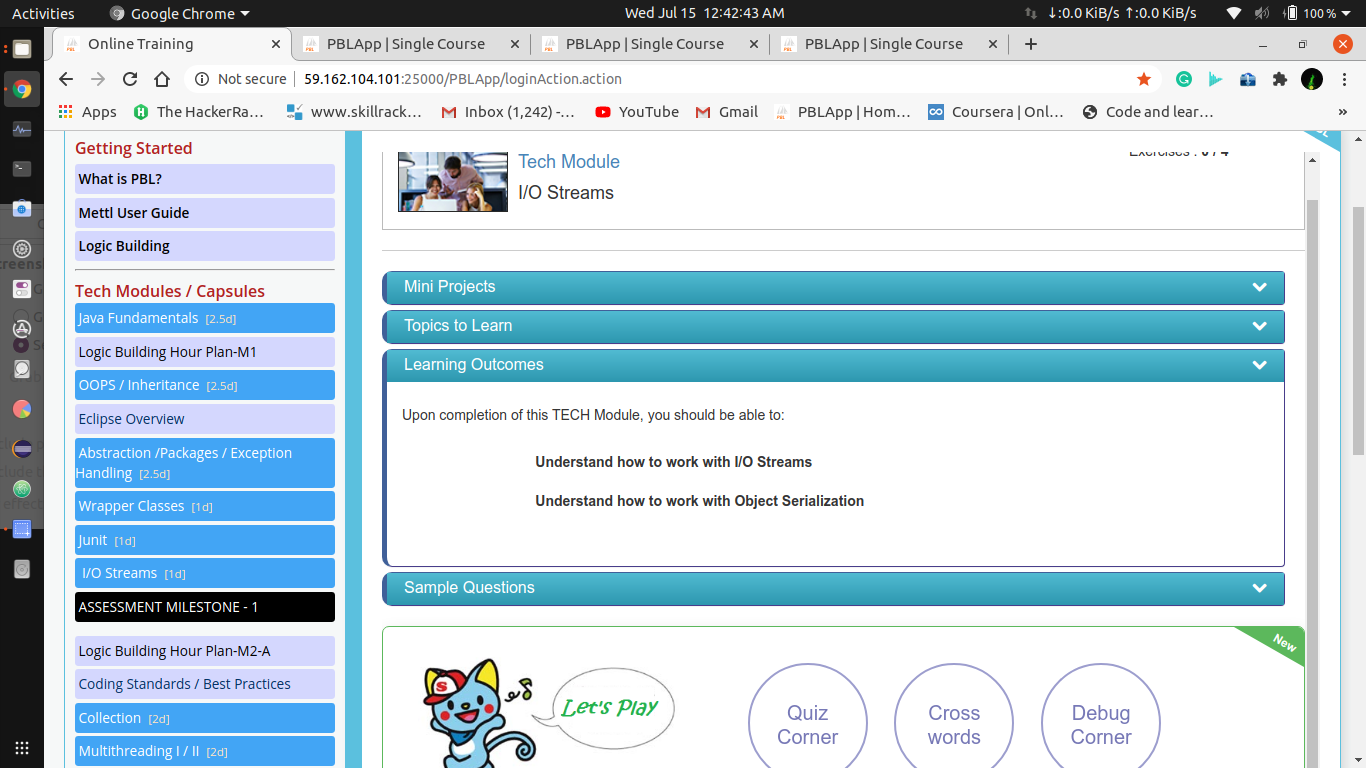 Activities
Google Chrome
Wed Jul 15 12:42:43 AM
↓:0.0 KiB/s ↑:0.0 KiB/s
100 %
Online Training
PBLApp | Single Course
PBLApp | Single Course
PBLApp | Single Course
Not secure
59.162.104.101:25000/PBLApp/loginAction.action
Apps
The HackerRa...
www.skillrack...
Inbox (1,242) -...
YouTube
Gmail
PBLApp | Hom...
Coursera | Onl...
Code and lear...
»
Getting Started
What is PBL?
Mettl User Guide
Logic Building
Tech Modules / Capsules
Java Fundamentals [2.5d]
Logic Building Hour Plan-M1
OOPS / Inheritance [2.5d]
Eclipse Overview
Abstraction /Packages / Exception
Handling [2.5d]
Wrapper Classes [1d]
Junit [1d]
I/O Streams [1d]
ASSESSMENT MILESTONE - 1
Logic Building Hour Plan-M2-A
Coding Standards / Best Practices
Collection [2d]
Multithreading I / II [2d]
Exercises : 0 / 4
Tech Module
I/O Streams
Mini Projects
Topics to Learn
Learning Outcomes
Upon completion of this TECH Module, you should be able to:
Understand how to work with I/O Streams
Understand how to work with Object Serialization
Sample Questions
New
S
Let's Play
Quiz
Corner
Cross
words
Debug
Corner